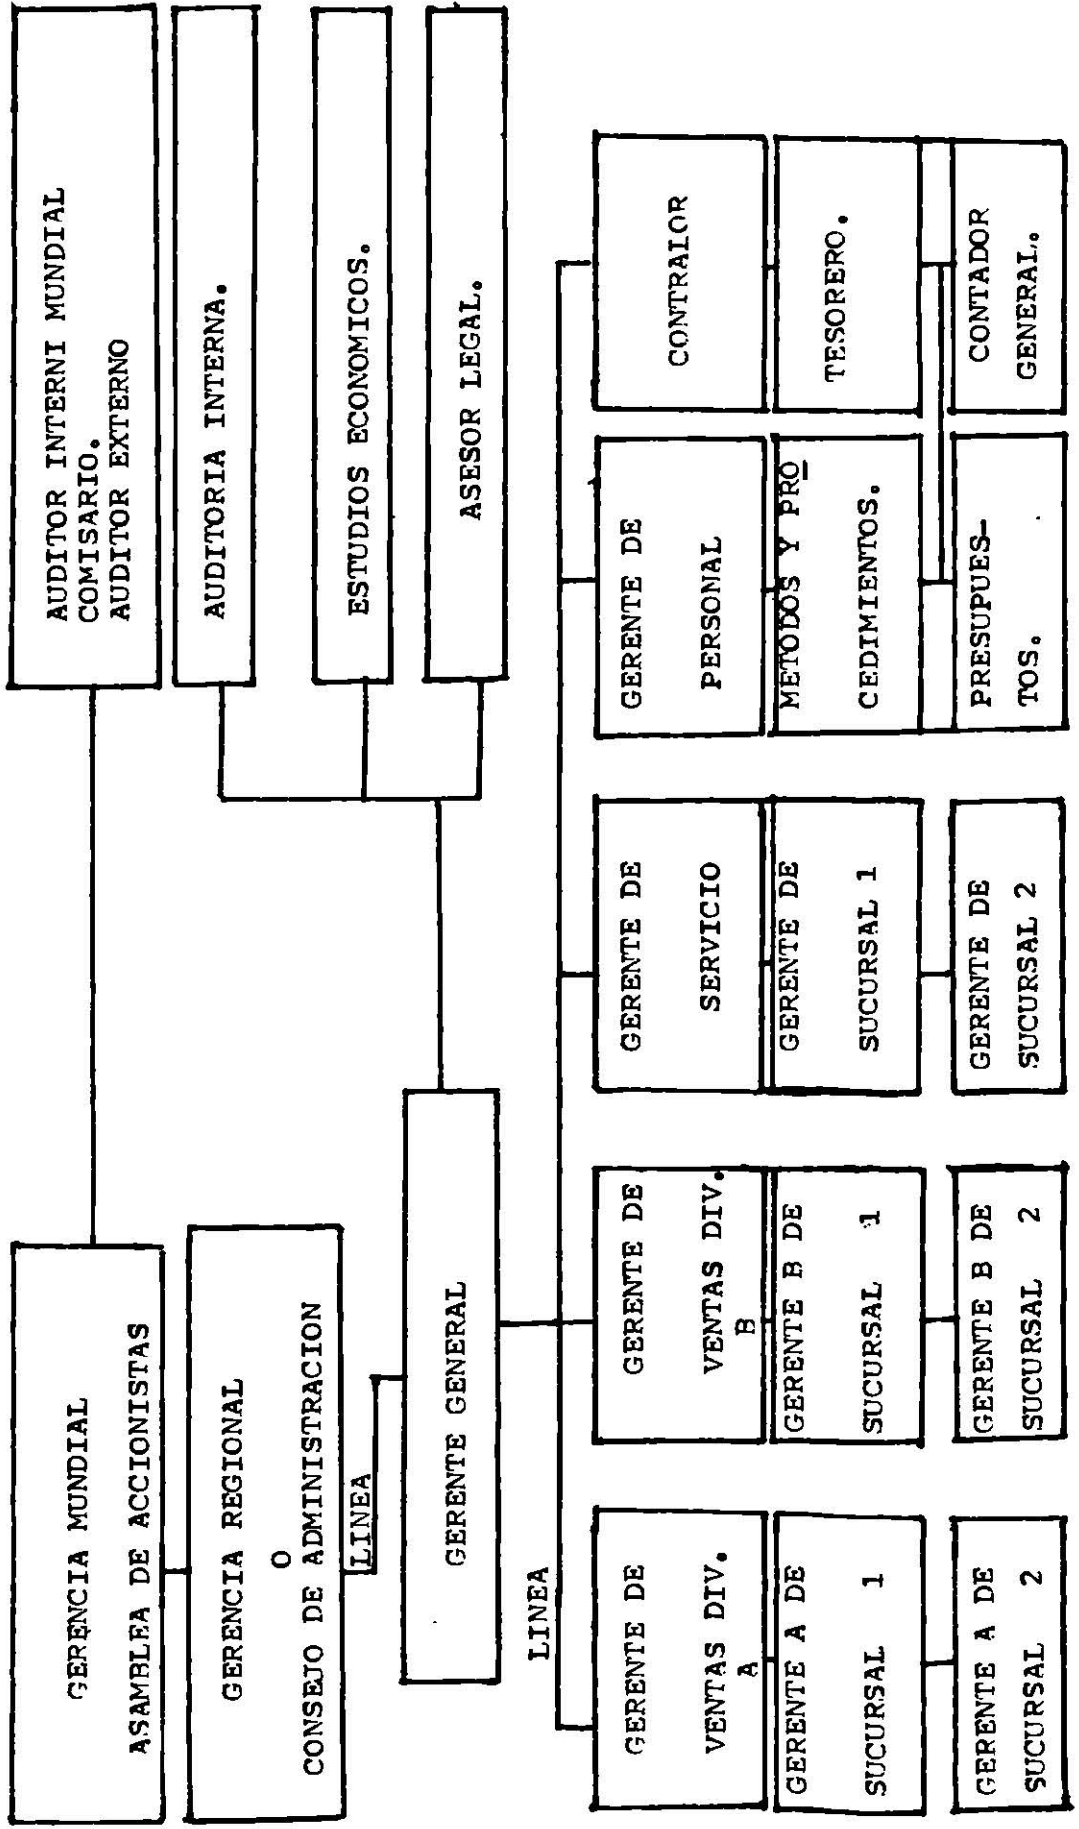 GERENCIA MUNDIAL
ASAMBLEA DE ACCIONISTAS
AUDITOR INTERNI MUNDIAL
COMISARIO.
AUDITOR EXTERNO
GERENCIA REGIONAL
O
CONSEJO DE ADMINISTRACION
AUDITORIA INTERNA.
LINEA
ESTUDIOS ECONOMICOS.
GERENTE GENERAL
ASESOR LEGAL.
LINEA
GERENTE DE
VENTAS DIV.
A
GERENTE DE
VENTAS DIV.
B
GERENTE DE
SERVICIO
GERENTE DE
PERSONAL
CONTRALOR
GERENTE A DE
SUCURSAL 1
GERENTE B DE
SUCURSAL 1
GERENTE DE
SUCURSAL 1
METODOS Y PRO
CEDIMIENTOS.
TESORERO.
GERENTE A DE
SUCURSAL 2
GERENTE B DE
SUCURSAL 2
GERENTE DE
SUCURSAL 2
PRESUPUES-
TOS.
CONTADOR
GENERAL.